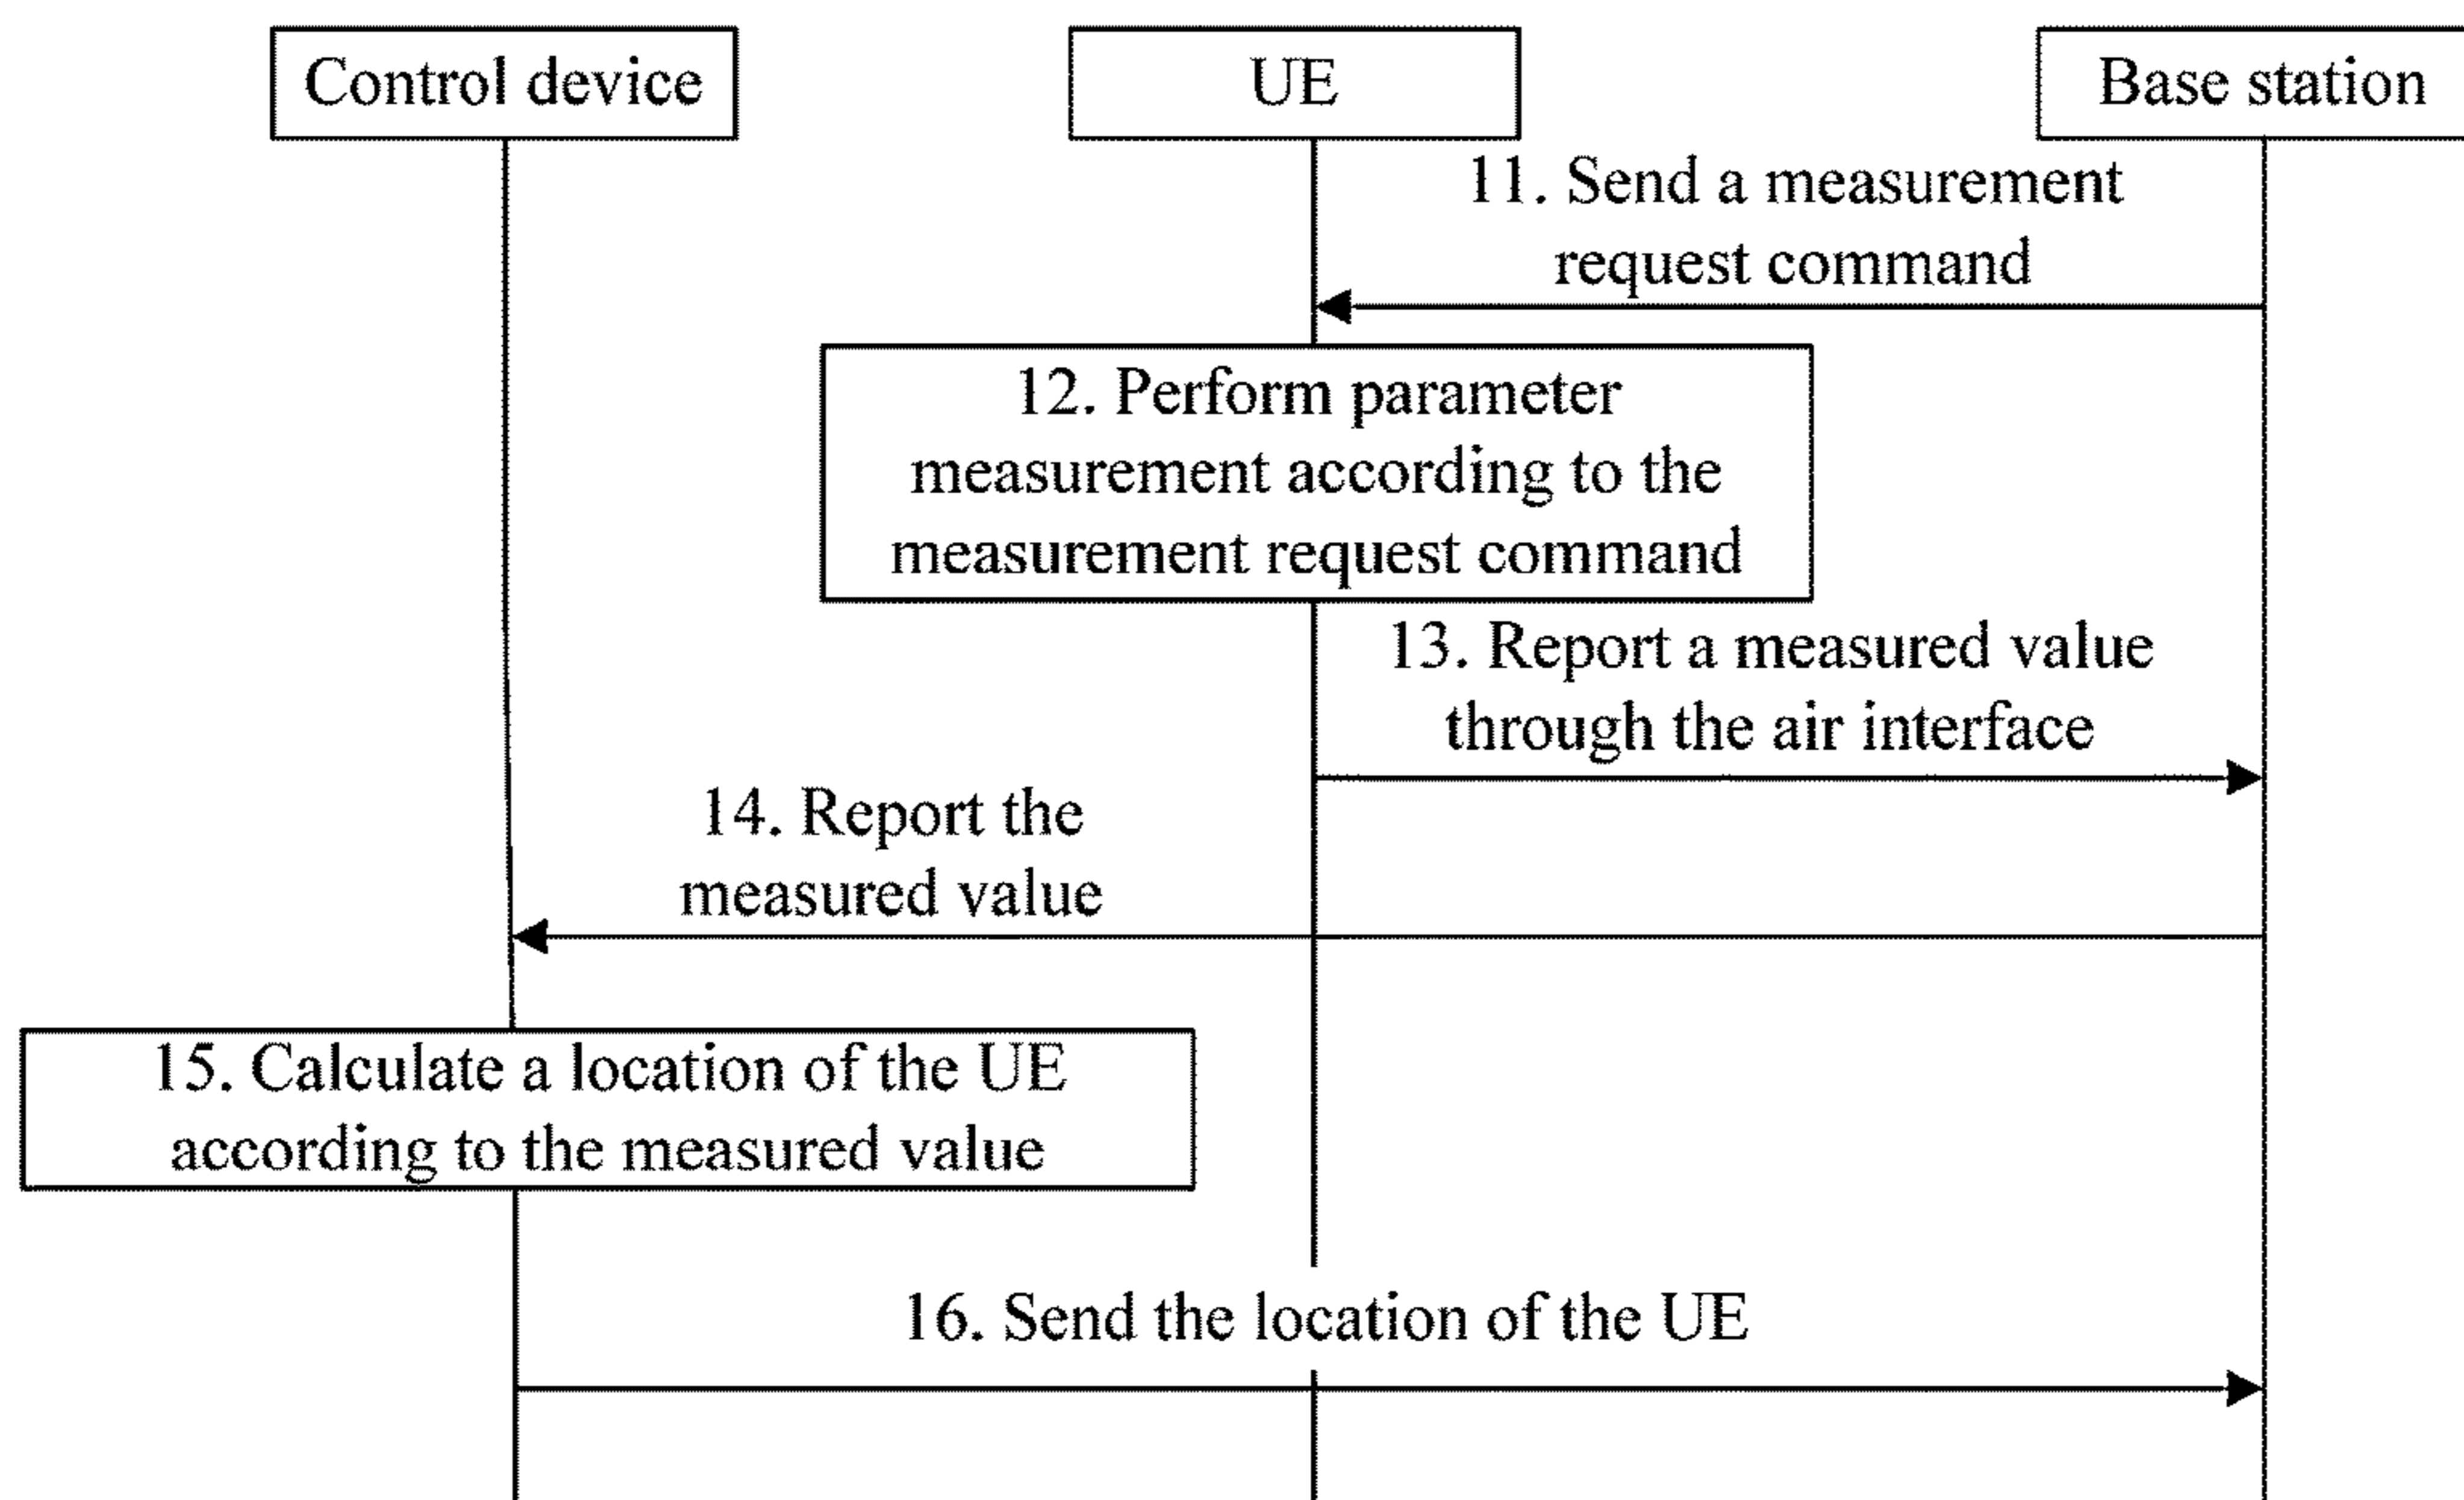 Control device
UE
Base station
11. Send a measurement
request command
12. Perform parameter
measurement according to the
measurement request command
13. Report a measured value
through the air interface
14. Report the
measured value
15. Calculate a location of the UE
according to the measured value
16. Send the location of the UE